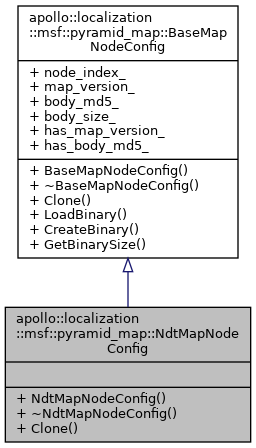 apollo::localization
::msf::pyramid_map::BaseMap
NodeConfig
+ node_index_
+ map_version_
+ body_md5_
+ body_size_
+ has_map_version_
+ has_body_md5_
+ BaseMapNodeConfig()
+ ~BaseMapNodeConfig()
+ Clone()
+ LoadBinary()
+ CreateBinary()
+ GetBinarySize()
apollo::localization
::msf::pyramid_map::NdtMapNode
Config
+ NdtMapNodeConfig()
+ ~NdtMapNodeConfig()
+ Clone()